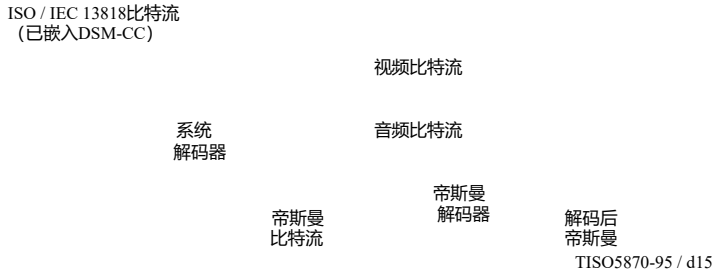 ISO / IEC 13818比特流
（已嵌入DSM-CC）
视频比特流
系统
解码器
音频比特流
帝斯曼
解码器
帝斯曼
比特流
解码后
帝斯曼
TISO5870-95 / d15